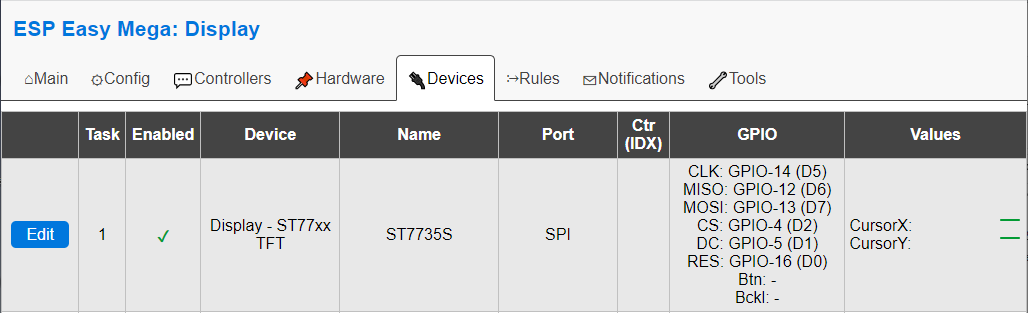 ESP Easy Mega: Display
Main Config Controllers Hardware Devices Rules Notifications Tools
Task Enabled Device Name Port Ctr (IDX) GPIO Values
Edit 1 Display - ST77xx TFT ST7735S SPI
CLK: GPIO-14 (D5)
MISO: GPIO-12 (D6)
MOSI: GPIO-13 (D7)
CS: GPIO-4 (D2)
DC: GPIO-5 (D1)
RES: GPIO-16 (D0)
Btn: -
Bckl: -
CursorX:
CursorY: